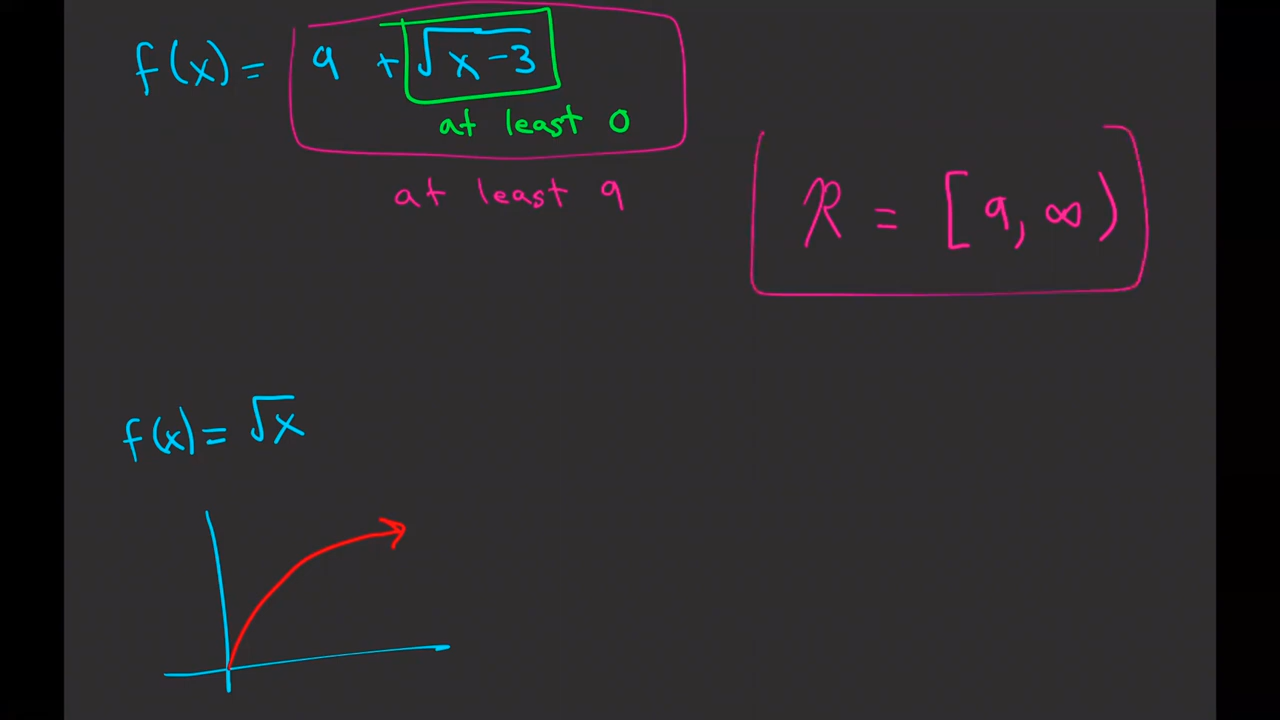 f(x) = 9 + √x-3
at least 0
at least 9
R = [9, ∞)
f(x) = √x